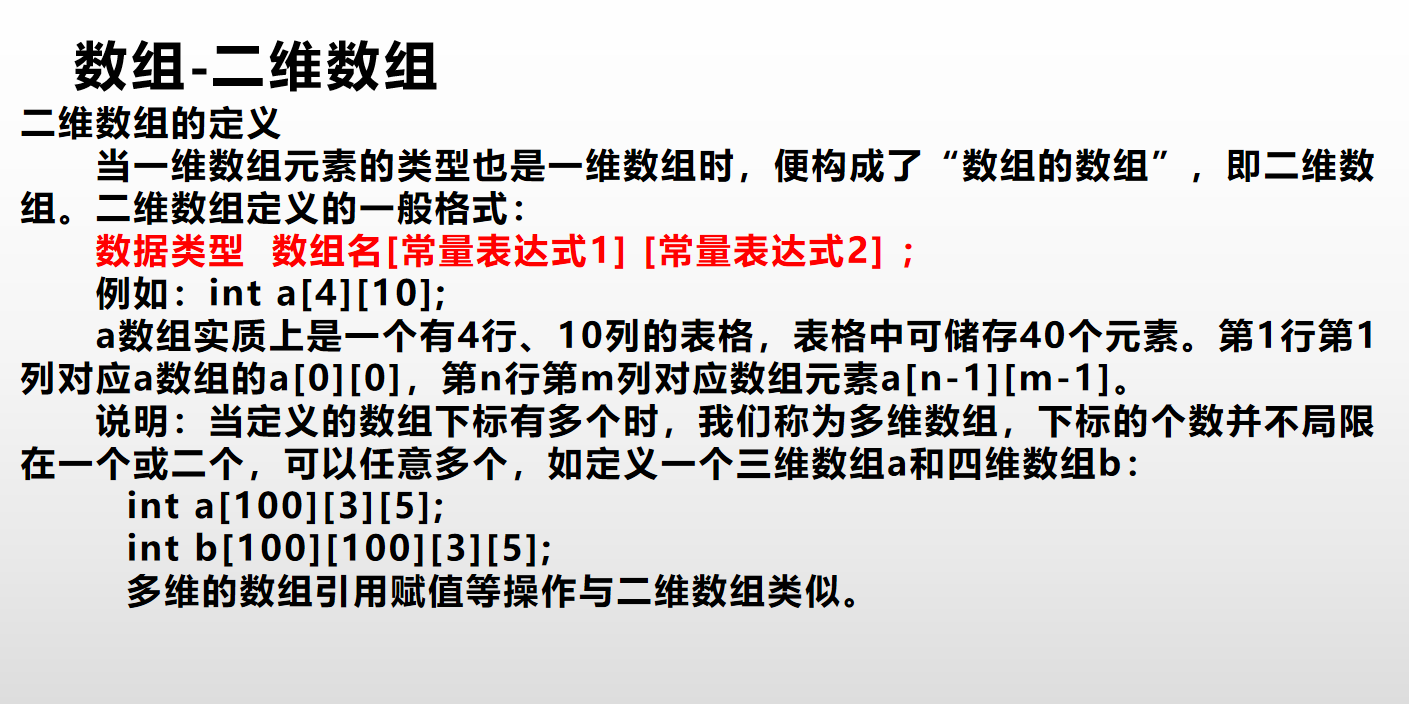 数组-二维数组
二维数组的定义
当一维数组元素的类型也是一维数组时，便构成了“数组的数组”，即二维数
组。二维数组定义的一般格式：
数据类型 数组名[常量表达式1] [常量表达式2] ；
例如：int a[4][10];
a数组实质上是一个有4行、10列的表格，表格中可储存40个元素。第1行第1
列对应a数组的a[0][0]，第n行第m列对应数组元素a[n-1][m-1]。
说明：当定义的数组下标有多个时，我们称为多维数组，下标的个数并不局限
在一个或二个，可以任意多个，如定义一个三维数组a和四维数组b：
int a[100][3][5];
int b[100][100][3][5];
多维的数组引用赋值等操作与二维数组类似。